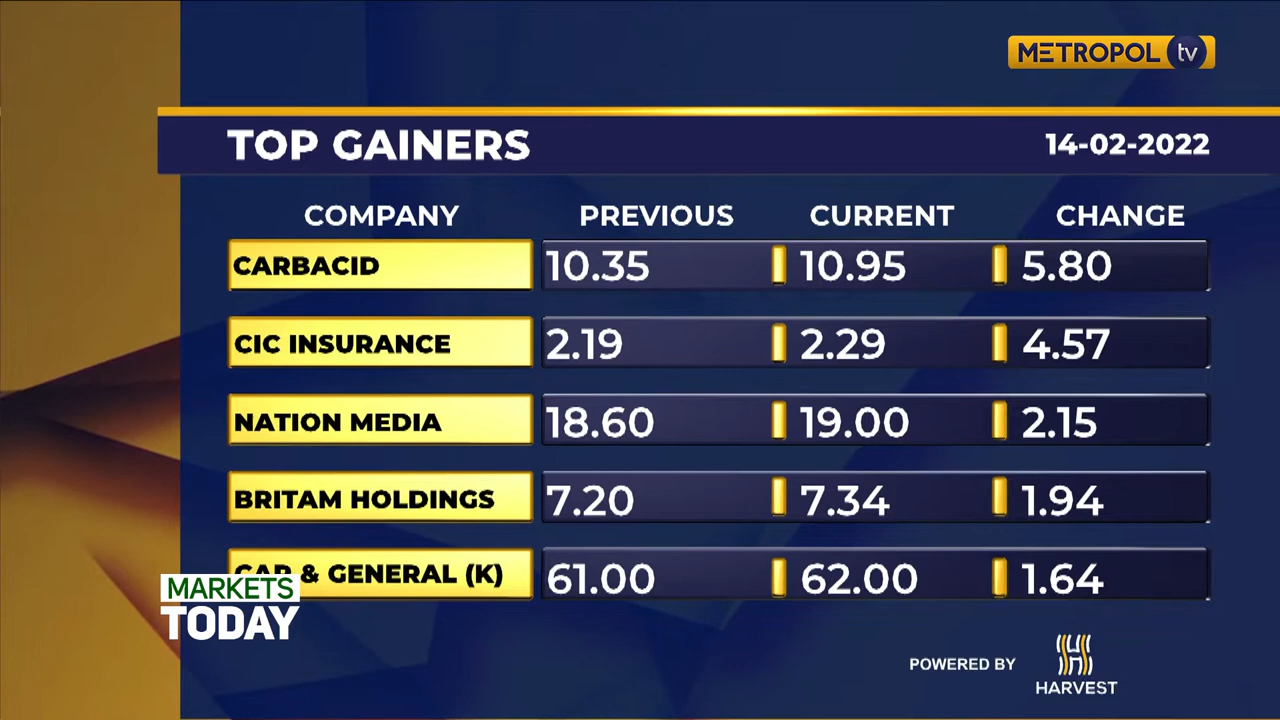 METROPOL tv
TOP GAINERS 14-02-2022
COMPANY PREVIOUS CURRENT CHANGE
CARBACID 10.35 10.95 5.80
CIC INSURANCE 2.19 2.29 4.57
NATION MEDIA 18.60 19.00 2.15
BRITAM HOLDINGS 7.20 7.34 1.94
CAR & GENERAL (K) 61.00 62.00 1.64
MARKETS
TODAY
POWERED BY
HARVEST